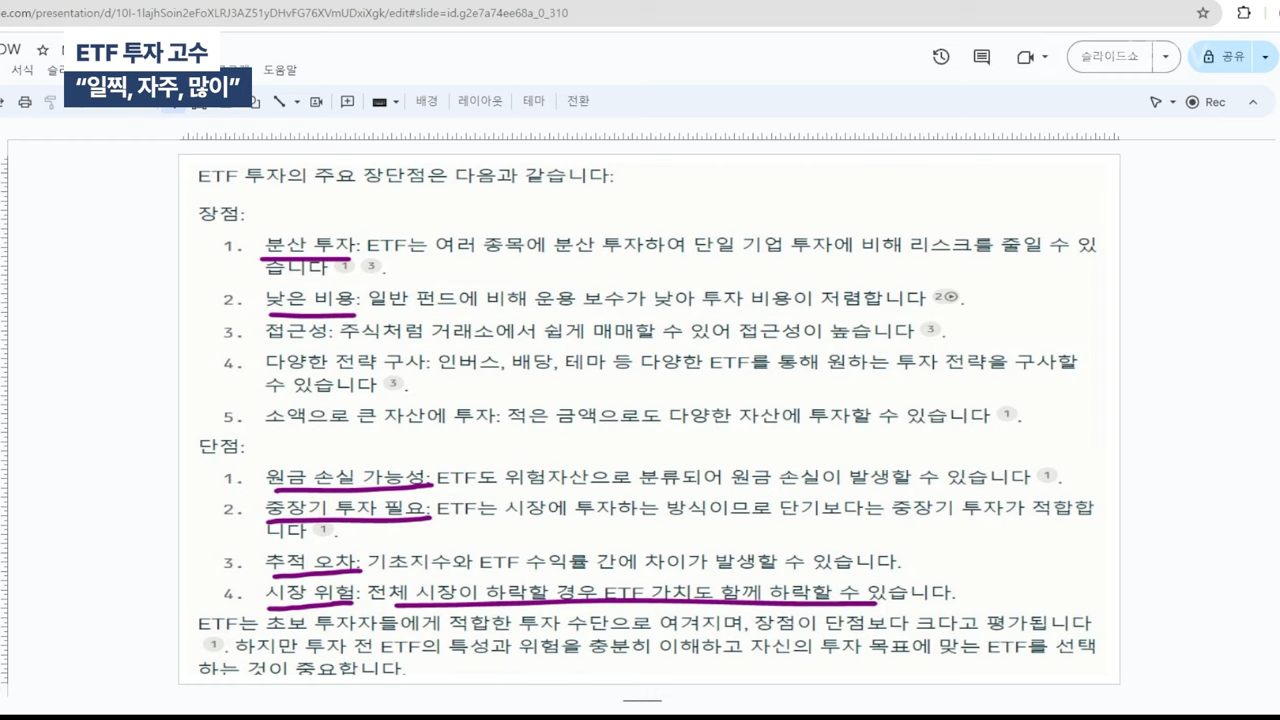 le.com/presentation/d/10I-1lajhSoin2eFoXLRJ3AZ51yDHvFG76XVmUDxiXgk/edit#slide=id.g2e7a74ee68a_0_310
OW
ETF 투자 고수
“일찍, 자주, 많이”
서식
도움말
슬라이드쇼
공유
배경
레이아웃
테마
전환
Rec
ETF 투자의 주요 장단점은 다음과 같습니다:
장점:
1. 분산 투자: ETF는 여러 종목에 분산 투자하여 단일 기업 투자에 비해 리스크를 줄일 수 있
습니다 1 3.
2. 낮은 비용: 일반 펀드에 비해 운용 보수가 낮아 투자 비용이 저렴합니다 2.
3. 접근성: 주식처럼 거래소에서 쉽게 매매할 수 있어 접근성이 높습니다 3.
4. 다양한 전략 구사: 인버스, 배당, 테마 등 다양한 ETF를 통해 원하는 투자 전략을 구사할
수 있습니다 3.
5. 소액으로 큰 자산에 투자: 적은 금액으로도 다양한 자산에 투자할 수 있습니다 1.
단점:
1. 원금 손실 가능성: ETF도 위험자산으로 분류되어 원금 손실이 발생할 수 있습니다 1.
2. 중장기 투자 필요: ETF는 시장에 투자하는 방식이므로 단기보다는 중장기 투자가 적합합
니다 1.
3. 추적 오차: 기초지수와 ETF 수익률 간에 차이가 발생할 수 있습니다.
4. 시장 위험: 전체 시장이 하락할 경우 ETF 가치도 함께 하락할 수 있습니다.
ETF는 초보 투자자들에게 적합한 투자 수단으로 여겨지며, 장점이 단점보다 크다고 평가됩니다
1. 하지만 투자 전 ETF의 특성과 위험을 충분히 이해하고 자신의 투자 목표에 맞는 ETF를 선택
하는 것이 중요합니다.